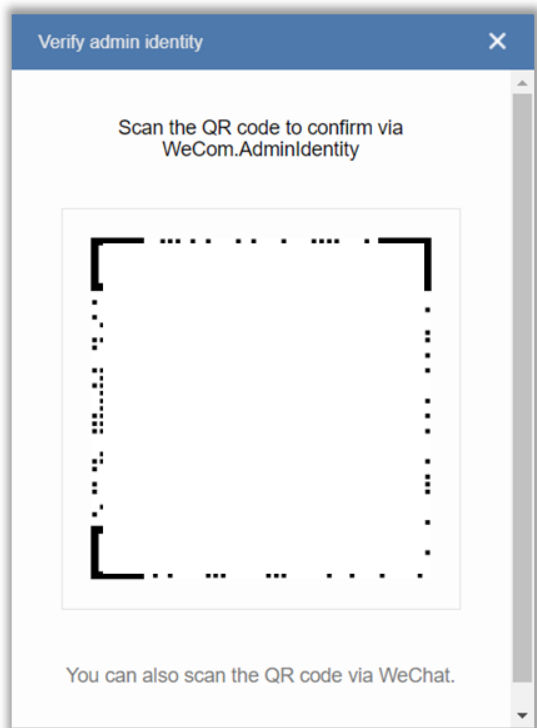 Verify admin identity
Scan the QR code to confirm via
WeCom.AdminIdentity
You can also scan the QR code via WeChat.